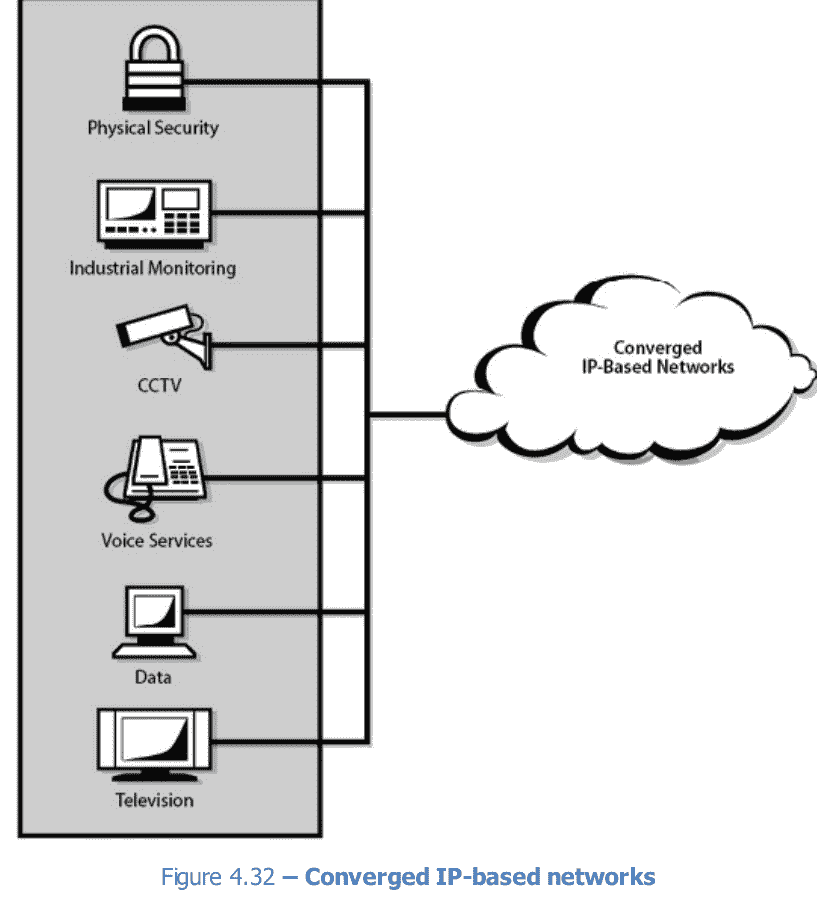 Physical Security
Industrial Monitoring
CCTV
Voice Services
Data
Television
Converged
IP-Based Networks
Figure 4.32 – Converged IP-based networks